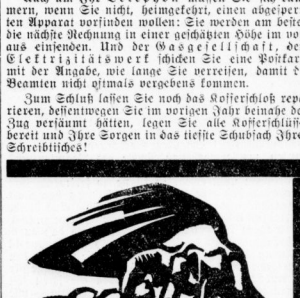 mern, wenn Sie nicht, heimgekehrt, einen abgesper-
ten Apparat vorfinden wollen: Sie werden am beste
die nächste Rechnung in einer geschätzten Höhe im vo
aus einsenden. Und der Gasgesellschaft, de
Elektrizitätswerk schicken Sie eine Postkar
mit der Angabe, wie lange Sie verreisen, damit d
Beamten nicht oftmals vergebens kommen.
Zum Schluß lassen Sie noch das Kofferschloß repa
rieren, dessentwegen Sie im vorigen Jahr beinahe de
Zug versäumt hätten, legen Sie alle Kofferschlüsse
bereit und Ihre Sorgen in das tiefste Schubfach Ihre
Schreibtisches!